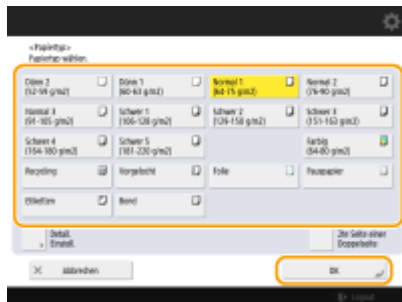 <Papiertyp>
Papiertyp wählen.
Dünn 2
(52-59 g/m2)
Dünn 1
(60-63 g/m2)
Normal 1
(64-75 g/m2)
Normal 2
(76-90 g/m2)
Normal 3
(91-105 g/m2)
Schwer 1
(106-128 g/m2)
Schwer 2
(129-150 g/m2)
Schwer 3
(151-163 g/m2)
Schwer 4
(164-180 g/m2)
Schwer 5
(181-220 g/m2)
Farbig
(64-80 g/m2)
Recycling
Vorgelocht
Folie
Pauspapier
Etiketten
Bond
Detail.
Einstell.
2te Seite einer
Doppelseite
Abbrechen
OK
Logout